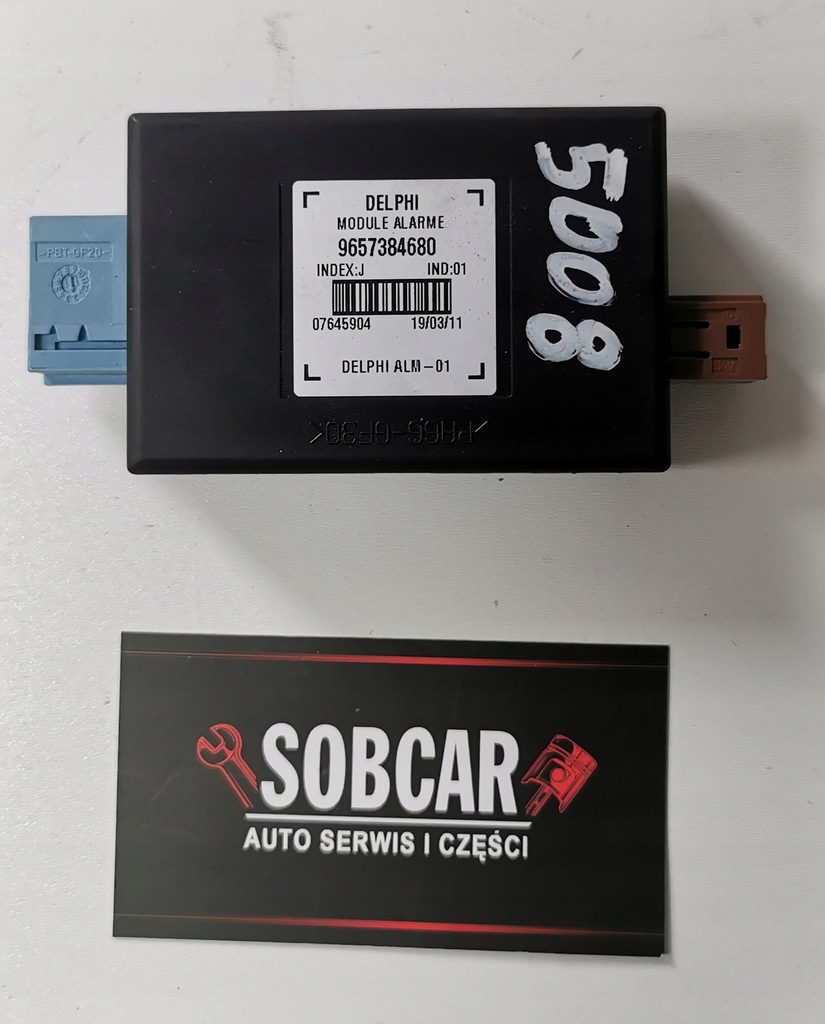 DELPHI
MODULE ALARME
9657384680
INDEX:J IND:01
07645904 19/03/11
DELPHI ALM-01
5008
>PBT-GF20<
>PA66-GF30<
SOBCAR
AUTO SERWIS I CZĘŚCI